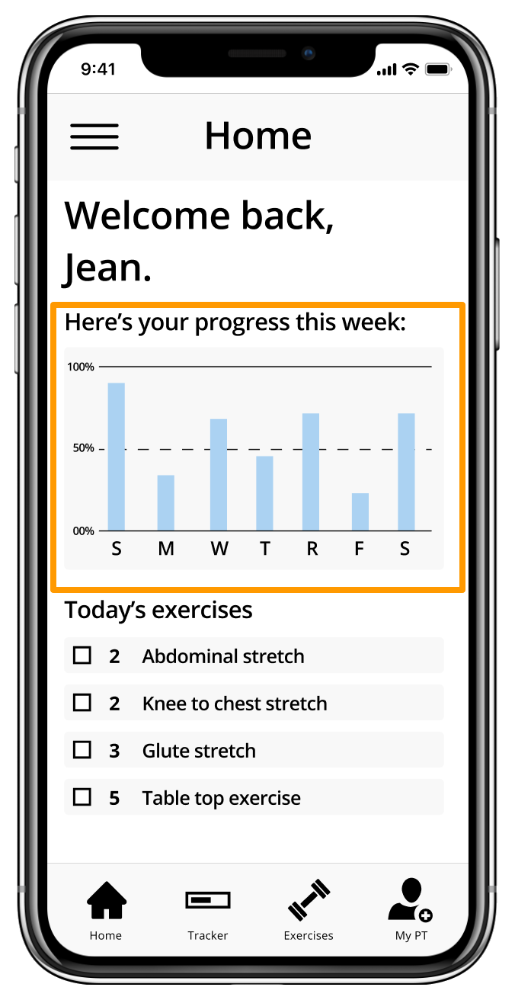 9:41
Home
Welcome back,
Jean.
Here's your progress this week:
100%
50%
00%
S M W T R F S
Today's exercises
2 Abdominal stretch
2 Knee to chest stretch
3 Glute stretch
5 Table top exercise
Home Tracker Exercises My PT